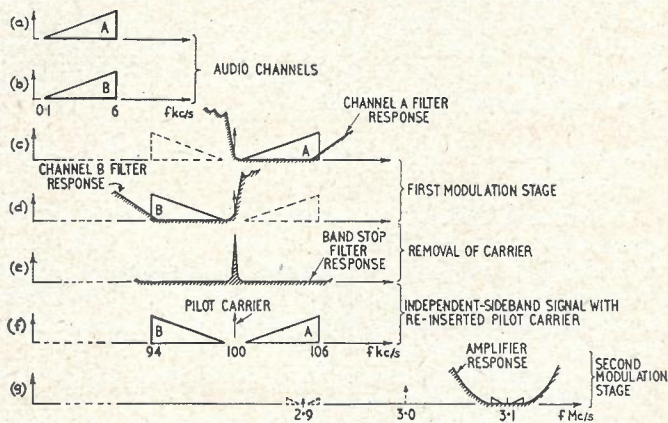 (a)
A
(b)
B
0·1
6
fkc/s
AUDIO CHANNELS
CHANNEL A FILTER
RESPONSE
(c)
A
CHANNEL B FILTER
RESPONSE
(d)
B
FIRST MODULATION STAGE
(e)
BAND STOP
FILTER
RESPONSE
REMOVAL OF CARRIER
PILOT CARRIER
(f)
B
A
94
100
106
fkc/s
INDEPENDENT-SIDEBAND SIGNAL WITH
RE-INSERTED PILOT CARRIER
AMPLIFIER
RESPONSE
SECOND
MODULATION
STAGE
(g)
2·9
3·0
3·1
f Mc/s